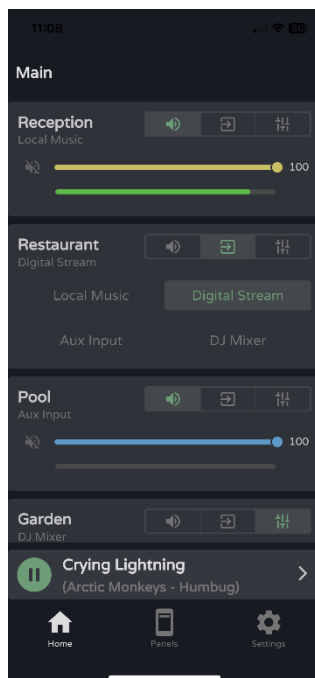 11:08
66
Main
Reception
Local Music
100
Restaurant
Digital Stream
Local Music
Digital Stream
Aux Input
DJ Mixer
Pool
Aux Input
100
Garden
DJ Mixer
Crying Lightning
(Arctic Monkeys - Humbug)
Home
Panels
Settings